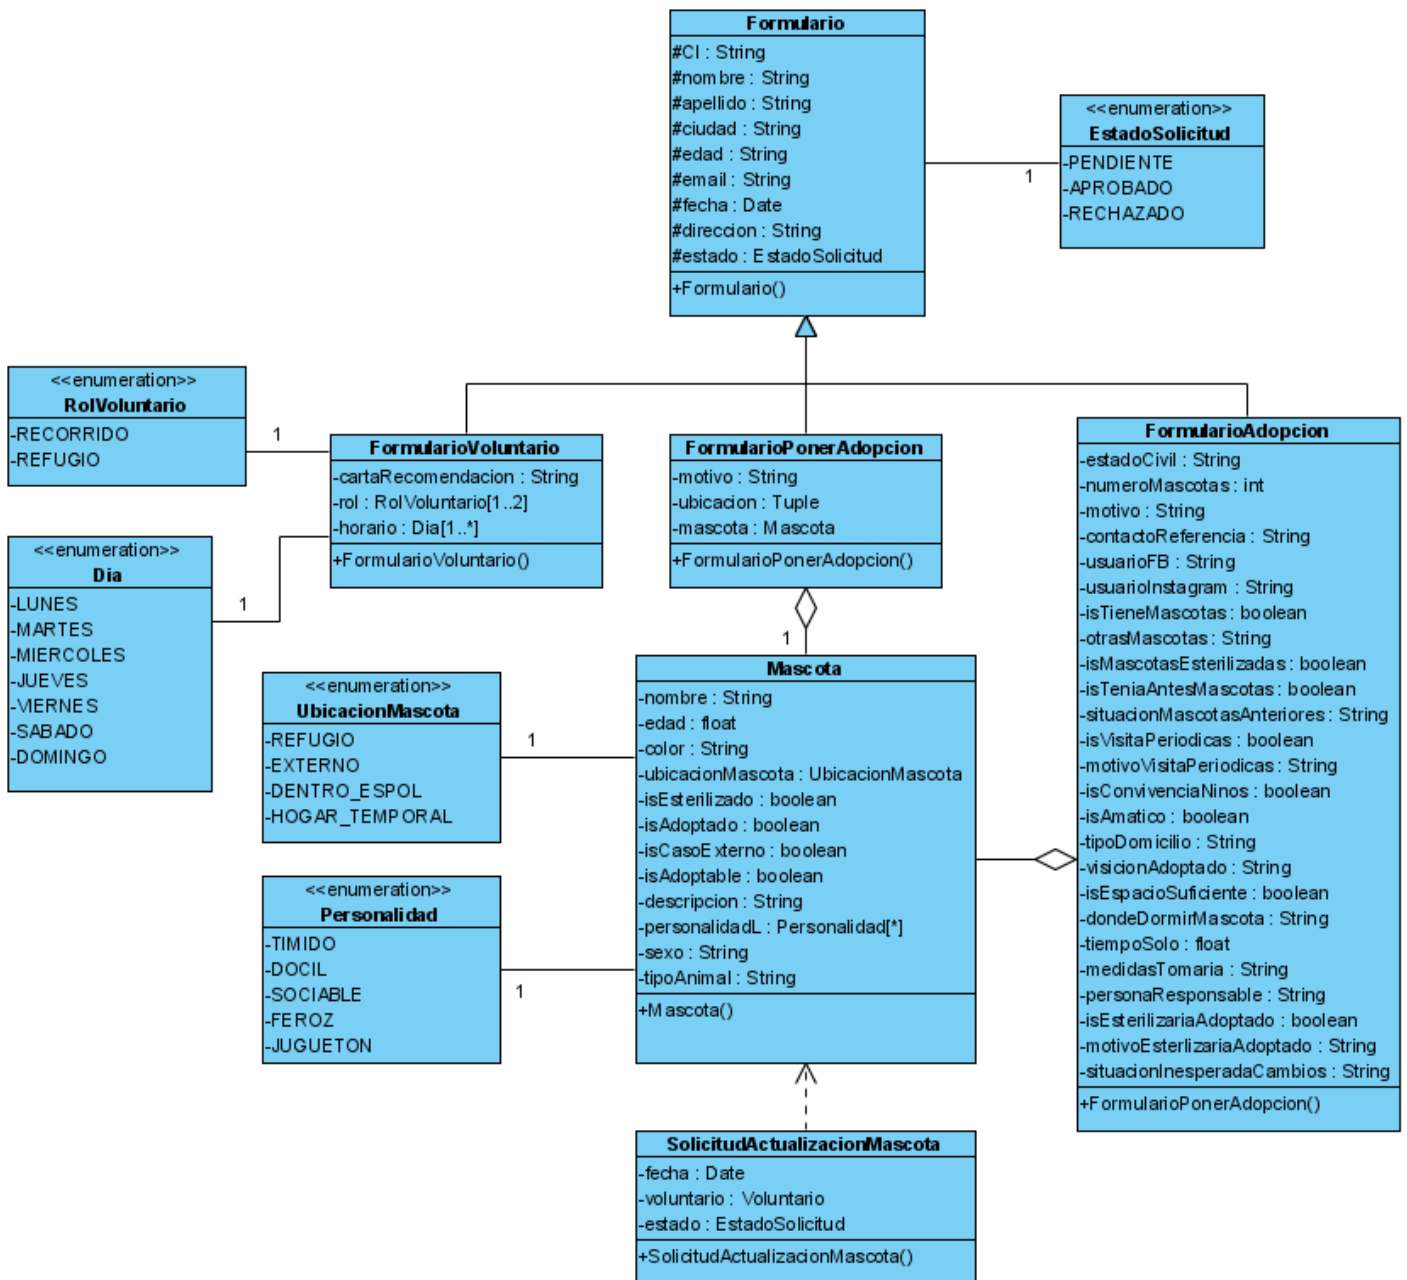 Formulario
#CI : String
#nombre : String
#apellido : String
#ciudad : String
#edad : String
#email : String
#fecha : Date
#direccion : String
#estado : EstadoSolicitud
+Formulario()
<<enumeration>>
EstadoSolicitud
-PENDIENTE
-APROBADO
-RECHAZADO
1
<<enumeration>>
RolVoluntario
-RECORRIDO
-REFUGIO
1
<<enumeration>>
Dia
-LUNES
-MARTES
-MIERCOLES
-JUEVES
-VIERNES
-SABADO
-DOMINGO
1
FormularioVoluntario
-cartaRecomendacion : String
-rol : RolVoluntario[1..2]
-horario : Dia[1..*]
+FormularioVoluntario()
FormularioPonerAdopcion
-motivo : String
-ubicacion : Tuple
-mascota : Mascota
+FormularioPonerAdopcion()
1
FormularioAdopcion
-estadoCivil : String
-numeroMascotas : int
-motivo : String
-contactoReferencia : String
-usuarioFB : String
-usuarioInstagram : String
-isTieneMascotas : boolean
-otrasMascotas : String
-isMascotasEsterilizadas : boolean
-isTeniaAntesMascotas : boolean
-situacionMascotasAnteriores : String
-isVisitaPeriodicas : boolean
-motivoVisitaPeriodicas : String
-isConvivenciaNinos : boolean
-isAmatico : boolean
-tipoDomicilio : String
-visicionAdoptado : String
-isEspacioSuficiente : boolean
-dondeDormirMascota : String
-tiempoSolo : float
-medidasTomaria : String
-personaResponsable : String
-isEsterilizariaAdoptado : boolean
-motivoEsterlizariaAdoptado : String
-situacionInesperadaCambios : String
+FormularioPonerAdopcion()
<<enumeration>>
UbicacionMascota
-REFUGIO
-EXTERNO
-DENTRO_ESPOL
-HOGAR_TEMPORAL
1
<<enumeration>>
Personalidad
-TIMIDO
-DOCIL
-SOCIABLE
-FEROZ
-JUGUETON
1
Mascota
-nombre : String
-edad : float
-color : String
-ubicacionMascota : UbicacionMascota
-isEsterilizado : boolean
-isAdoptado : boolean
-isCasoExterno : boolean
-isAdoptable : boolean
-descripcion : String
-personalidadL : Personalidad[*]
-sexo : String
-tipoAnimal : String
+Mascota()
SolicitudActualizacionMascota
-fecha : Date
-voluntario : Voluntario
-estado : EstadoSolicitud
+SolicitudActualizacionMascota()